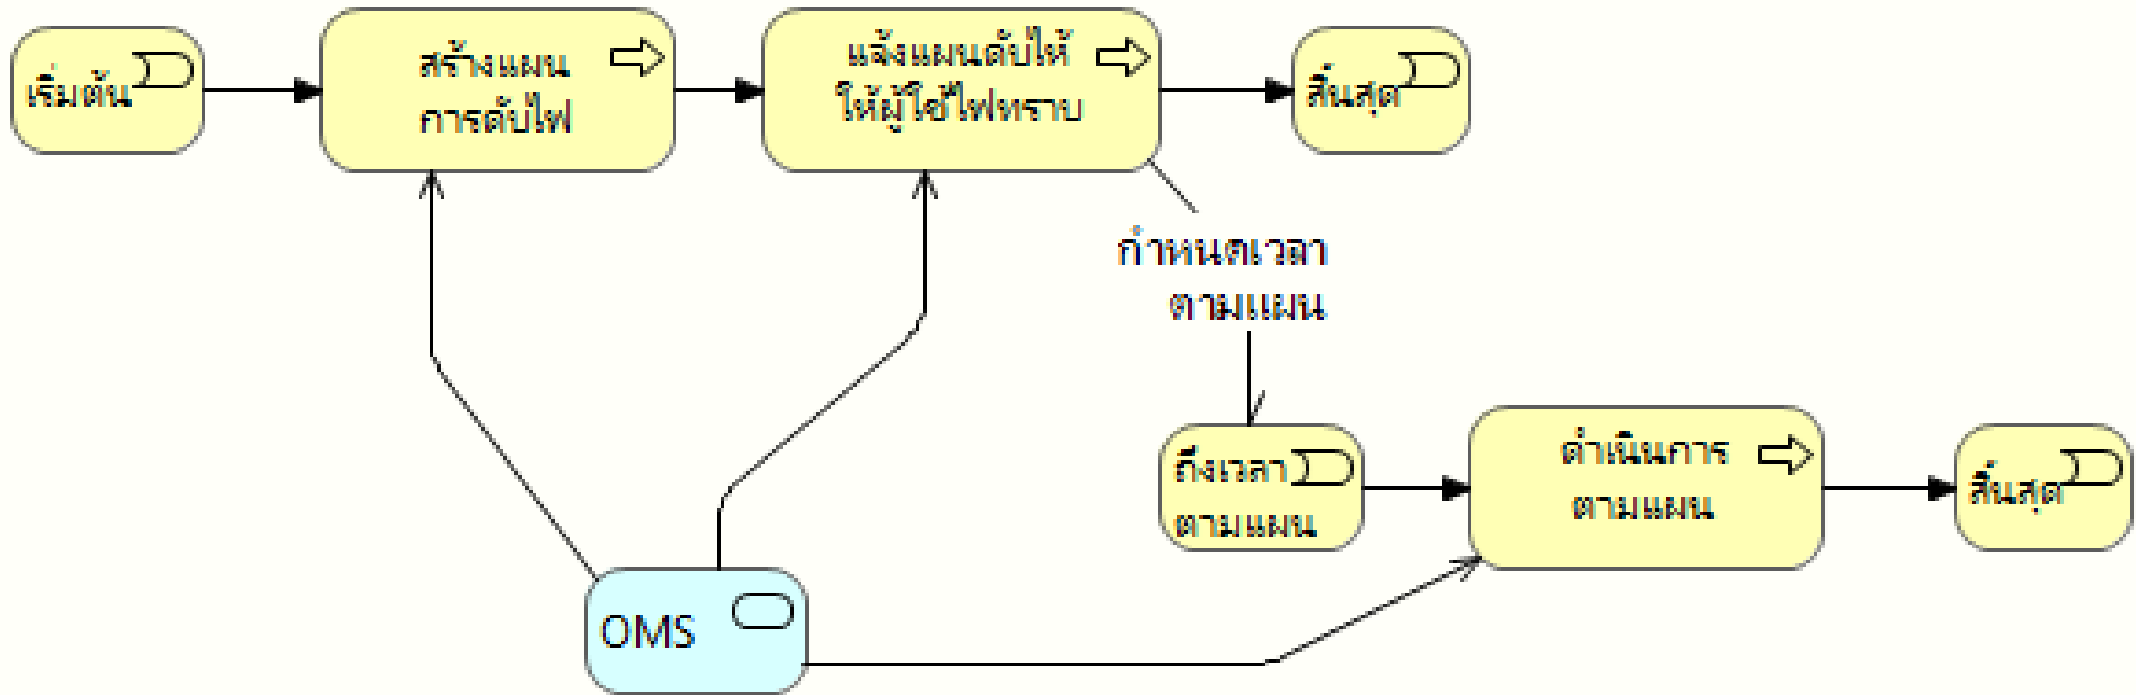 เริ่มต้น
สร้างแผน
การดับไฟ
แจ้งแผนดับให้
ให้ผู้ใช้ไฟทราบ
สิ้นสุด
กำหนดเวลา
ตามแผน
ถึงเวลา
ตามแผน
ดำเนินการ
ตามแผน
สิ้นสุด
OMS